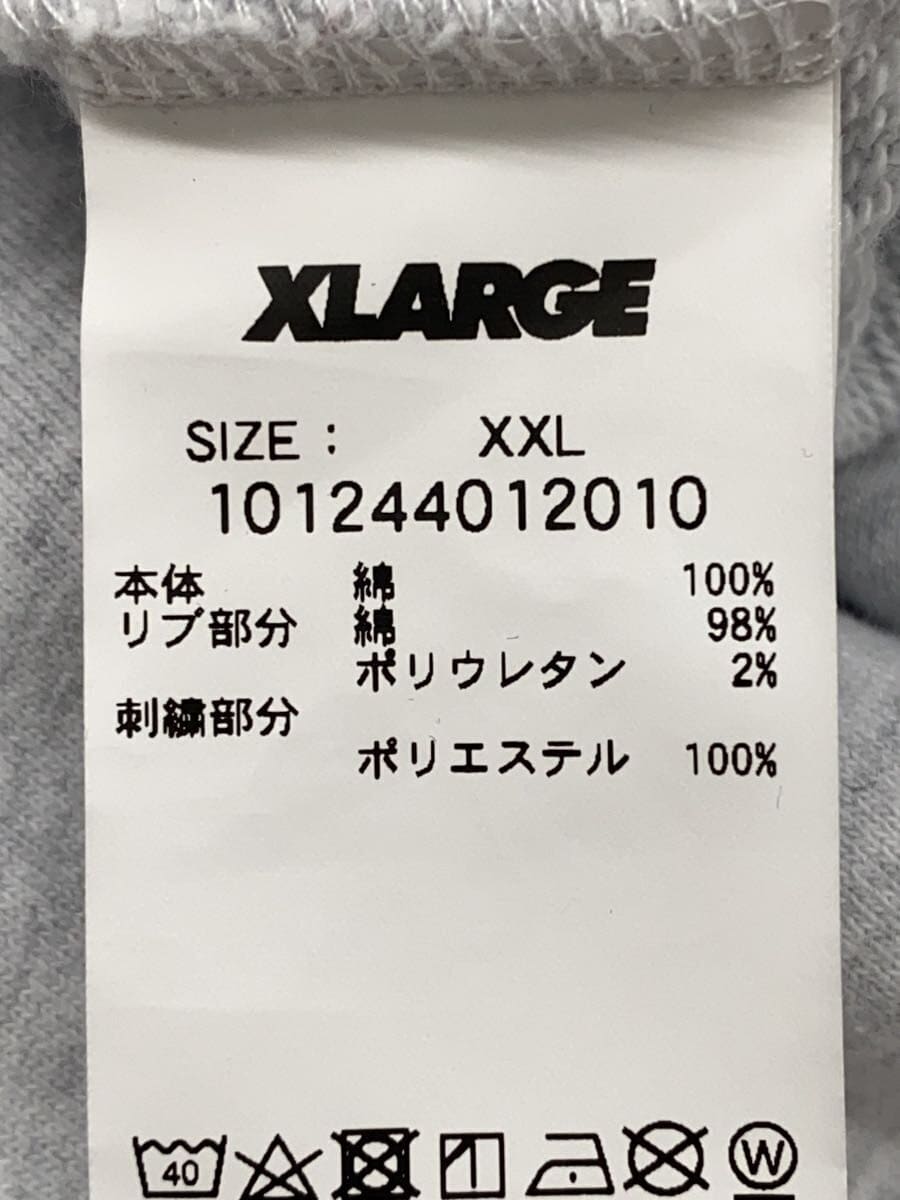 XLARGE
SIZE : XXL
101244012010
本体 綿 100%
リブ部分 綿 98%
ポリウレタン 2%
刺繍部分
ポリエステル 100%
40
W